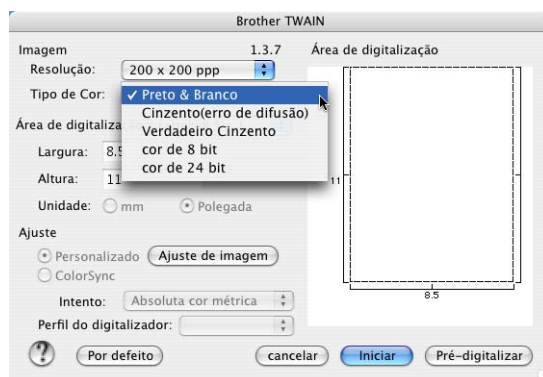 Brother TWAIN
Imagem 1.3.7
Resolução: 200 x 200 ppp
Tipo de Cor:
✓ Preto & Branco
Cinzento(erro de difusão)
Verdadeiro Cinzento
cor de 8 bit
cor de 24 bit
Área de digitaliza
Largura: 8.5
Altura: 11
Unidade: mm Polegada
Ajuste
Personalizado Ajuste de imagem
ColorSync
Intento: Absoluta cor métrica
Perfil do digitalizador:
? Por defeito cancelar Iniciar Pré-digitalizar
Área de digitalização
11
8.5